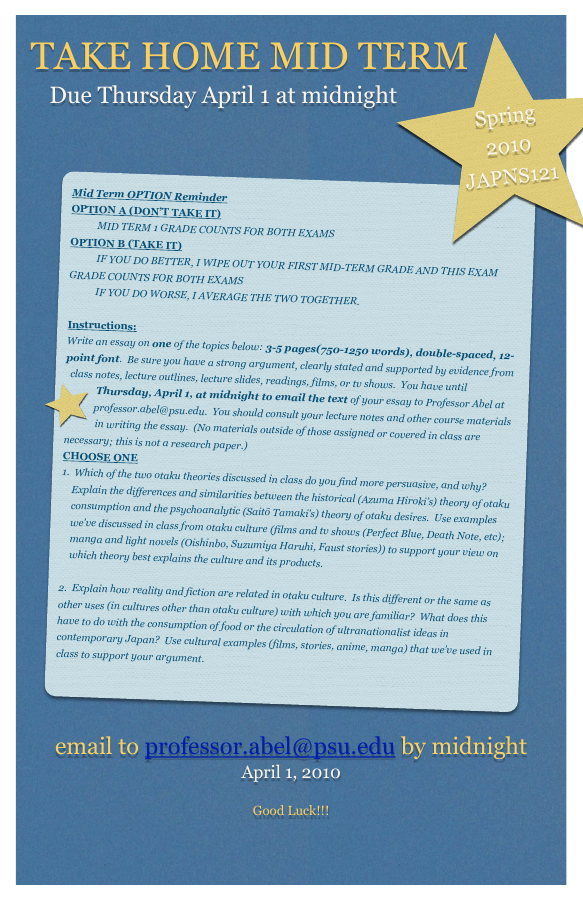 TAKE HOME MID TERM
Due Thursday April 1 at midnight
Spring
2010
JAPNS121
Mid Term OPTION Reminder
OPTION A (DON'T TAKE IT)
MID TERM 1 GRADE COUNTS FOR BOTH EXAMS
OPTION B (TAKE IT)
IF YOU DO BETTER, I WIPE OUT YOUR FIRST MID-TERM GRADE AND THIS EXAM
GRADE COUNTS FOR BOTH EXAMS
IF YOU DO WORSE, I AVERAGE THE TWO TOGETHER.
Instructions:
Write an essay on one of the topics below: 3-5 pages(750-1250 words), double-spaced, 12-
point font. Be sure you have a strong argument, clearly stated and supported by evidence from
class notes, lecture outlines, lecture slides, readings, films, or tv shows. You have until
Thursday, April 1, at midnight to email the text of your essay to Professor Abel at
professor.abel@psu.edu. You should consult your lecture notes and other course materials
in writing the essay. (No materials outside of those assigned or covered in class are
necessary; this is not a research paper.)
CHOOSE ONE
1. Which of the two otaku theories discussed in class do you find more persuasive, and why?
Explain the differences and similarities between the historical (Azuma Hiroki's) theory of otaku
consumption and the psychoanalytic (Saitô Tamaki's) theory of otaku desires. Use examples
we've discussed in class from otaku culture (films and tv shows (Perfect Blue, Death Note, etc);
manga and light novels (Oishinbo, Suzumiya Haruhi, Faust stories)) to support your view on
which theory best explains the culture and its products.
2. Explain how reality and fiction are related in otaku culture. Is this different or the same as
other uses (in cultures other than otaku culture) with which you are familiar? What does this
have to do with the consumption of food or the circulation of ultranationalist ideas in
contemporary Japan? Use cultural examples (films, stories, anime, manga) that we've used in
class to support your argument.
email to professor.abel@psu.edu by midnight
April 1, 2010
Good Luck!!!